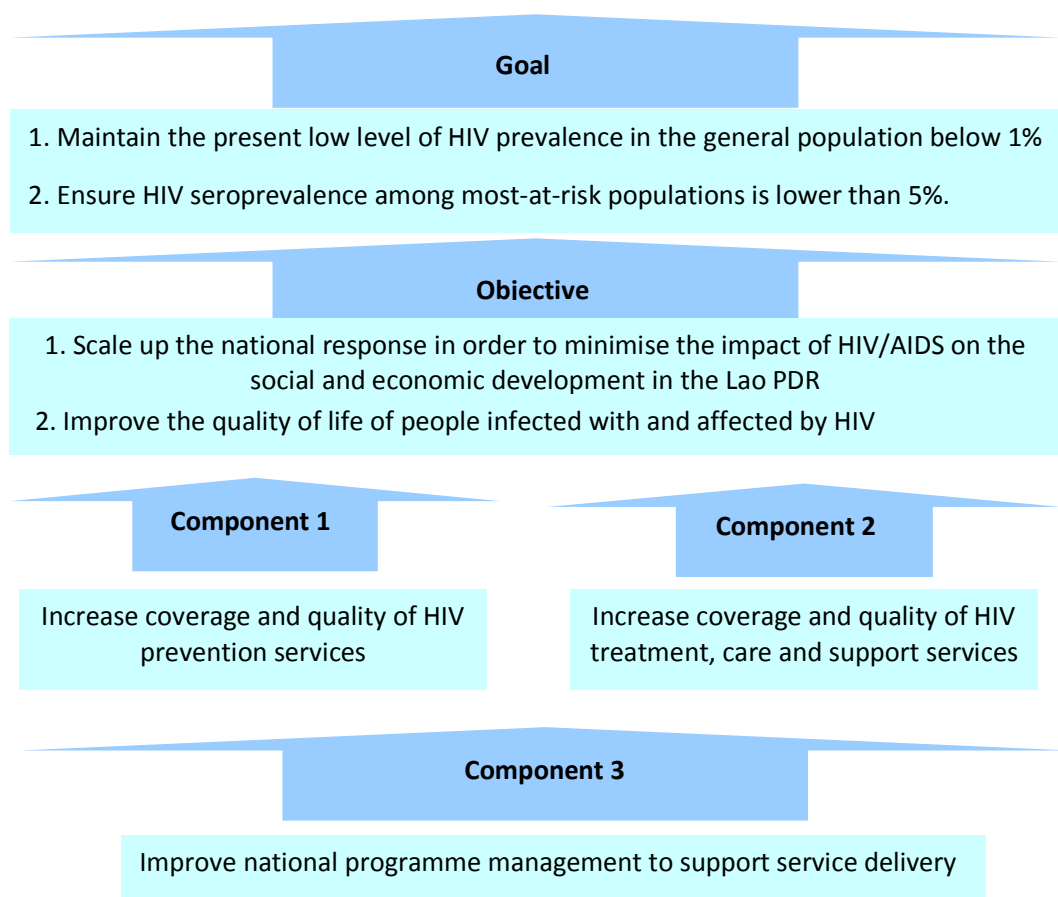 Goal
1. Maintain the present low level of HIV prevalence in the general population below 1%
2. Ensure HIV seroprevalence among most-at-risk populations is lower than 5%.
Objective
1. Scale up the national response in order to minimise the impact of HIV/AIDS on the
social and economic development in the Lao PDR
2. Improve the quality of life of people infected with and affected by HIV
Component 1
Increase coverage and quality of HIV
prevention services
Component 2
Increase coverage and quality of HIV
treatment, care and support services
Component 3
Improve national programme management to support service delivery